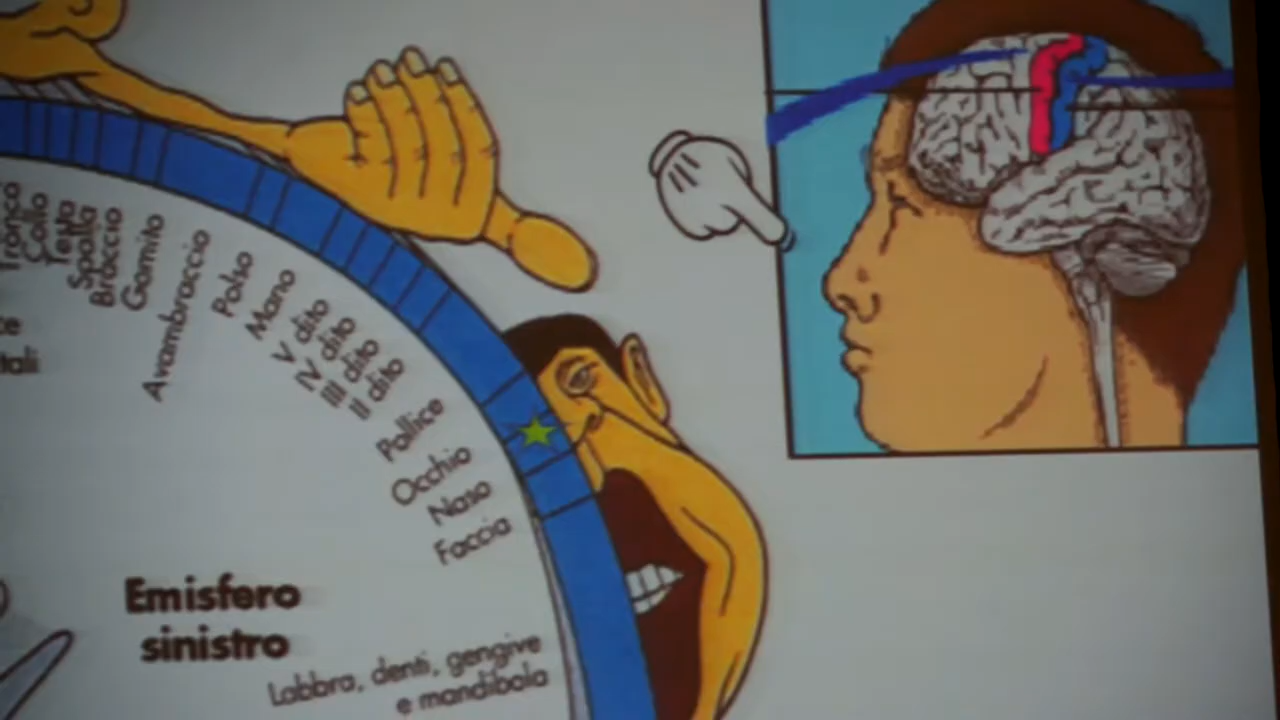 Tronco
Collo
Testa
Spalla
Braccio
Gomito
Avambraccio
Polso
Mano
V dito
IV dito
III dito
II dito
Pollice
Occhio
Naso
Faccia
Emisfero
sinistro
Labbra, denti, gengive
e mandibola